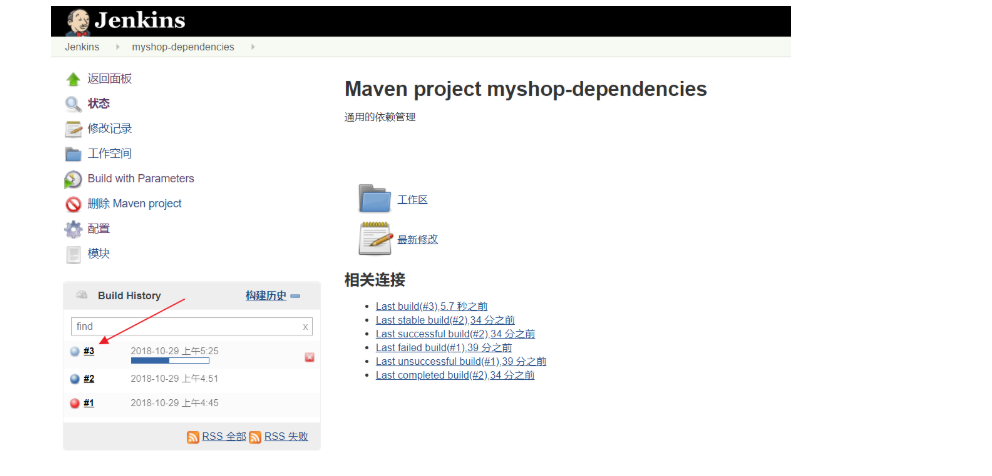 Jenkins
Jenkins myshop-dependencies
返回面板
状态
修改记录
工作空间
Build with Parameters
删除 Maven project
配置
模块
Build History 构建历史
find x
#3 2018-10-29 上午5:25
#2 2018-10-29 上午4:51
#1 2018-10-29 上午4:45
RSS 全部 RSS 失败
Maven project myshop-dependencies
通用的依赖管理
工作区
最新修改
相关连接
Last build(#3),5.7 秒之前
Last stable build(#2),34 分之前
Last successful build(#2),34 分之前
Last failed build(#1),39 分之前
Last unsuccessful build(#1),39 分之前
Last completed build(#2),34 分之前